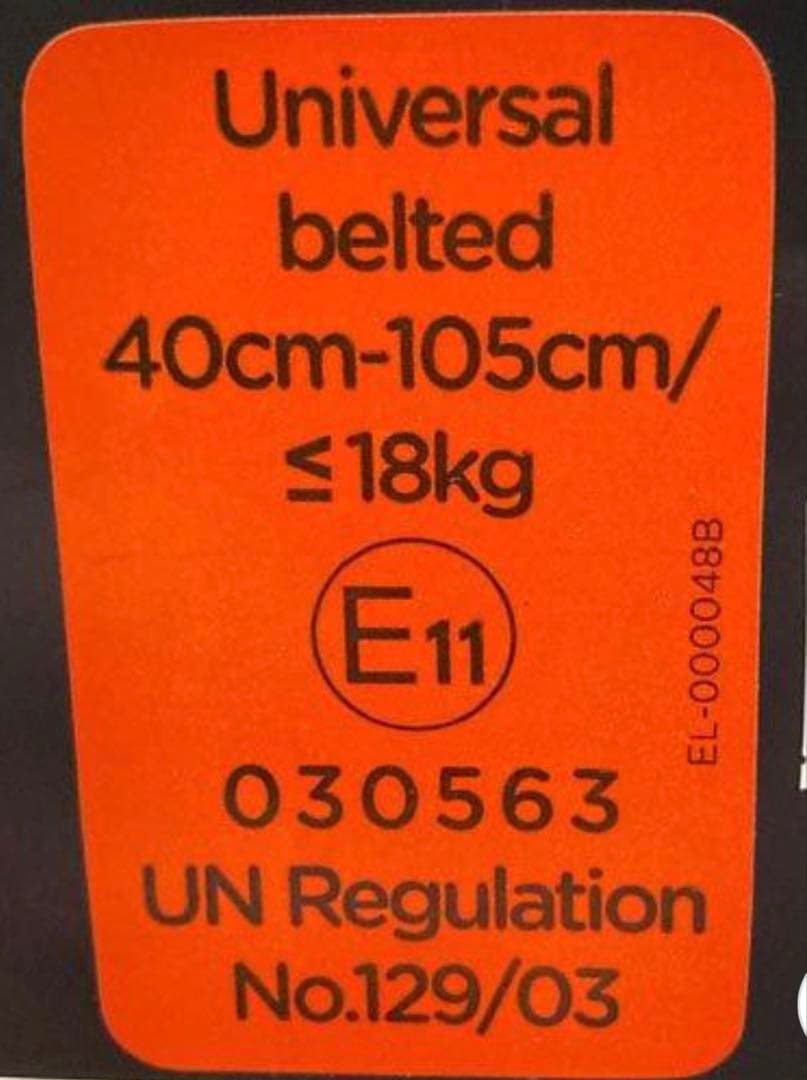 Universal
belted
40cm-105cm/
≤18kg
E11
EL-000048B
030563
UN Regulation
No.129/03